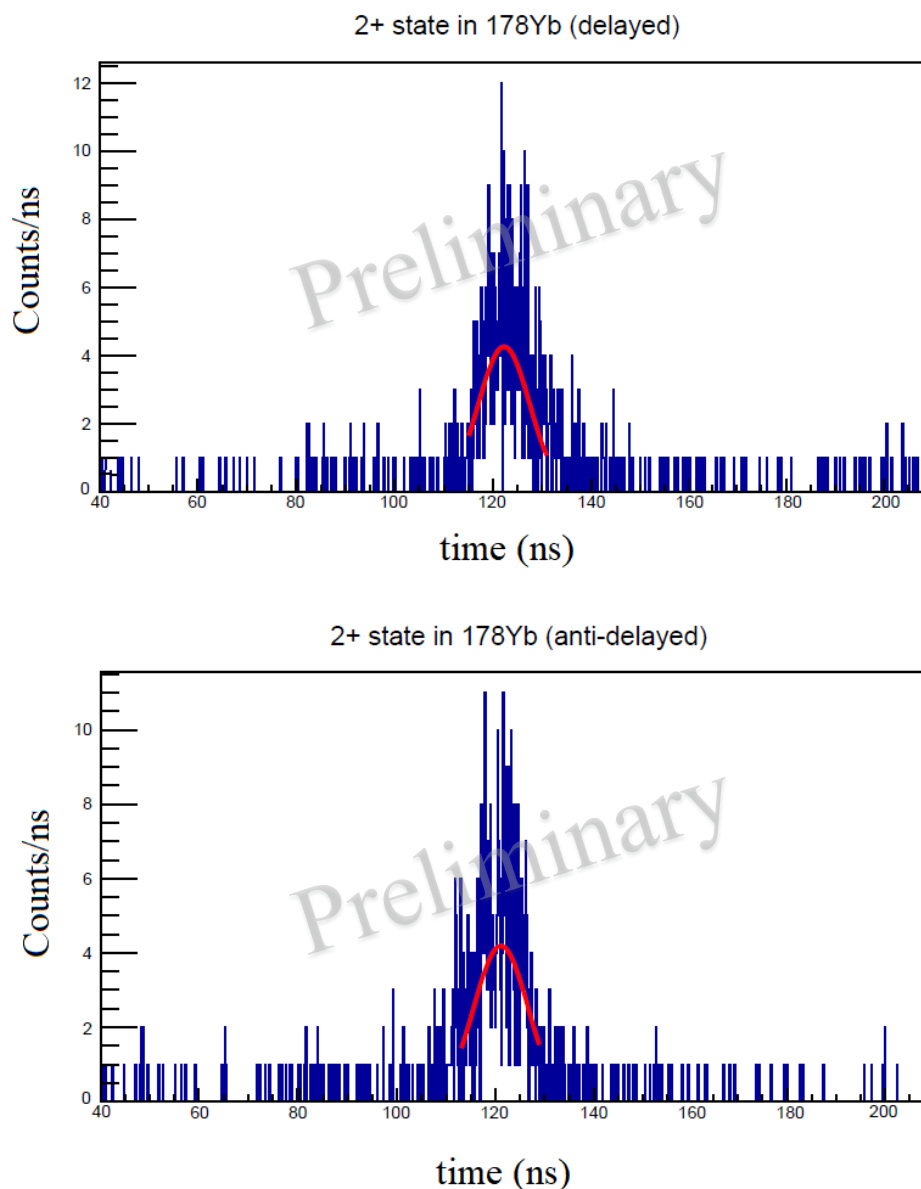 2+ state in 178Yb (delayed)
12
10
8
6
4
2
0
Counts/ns
Preliminary
40 60 80 100 120 140 160 180 200
time (ns)
2+ state in 178Yb (anti-delayed)
10
8
6
4
2
0
Counts/ns
Preliminary
40 60 80 100 120 140 160 180 200
time (ns)